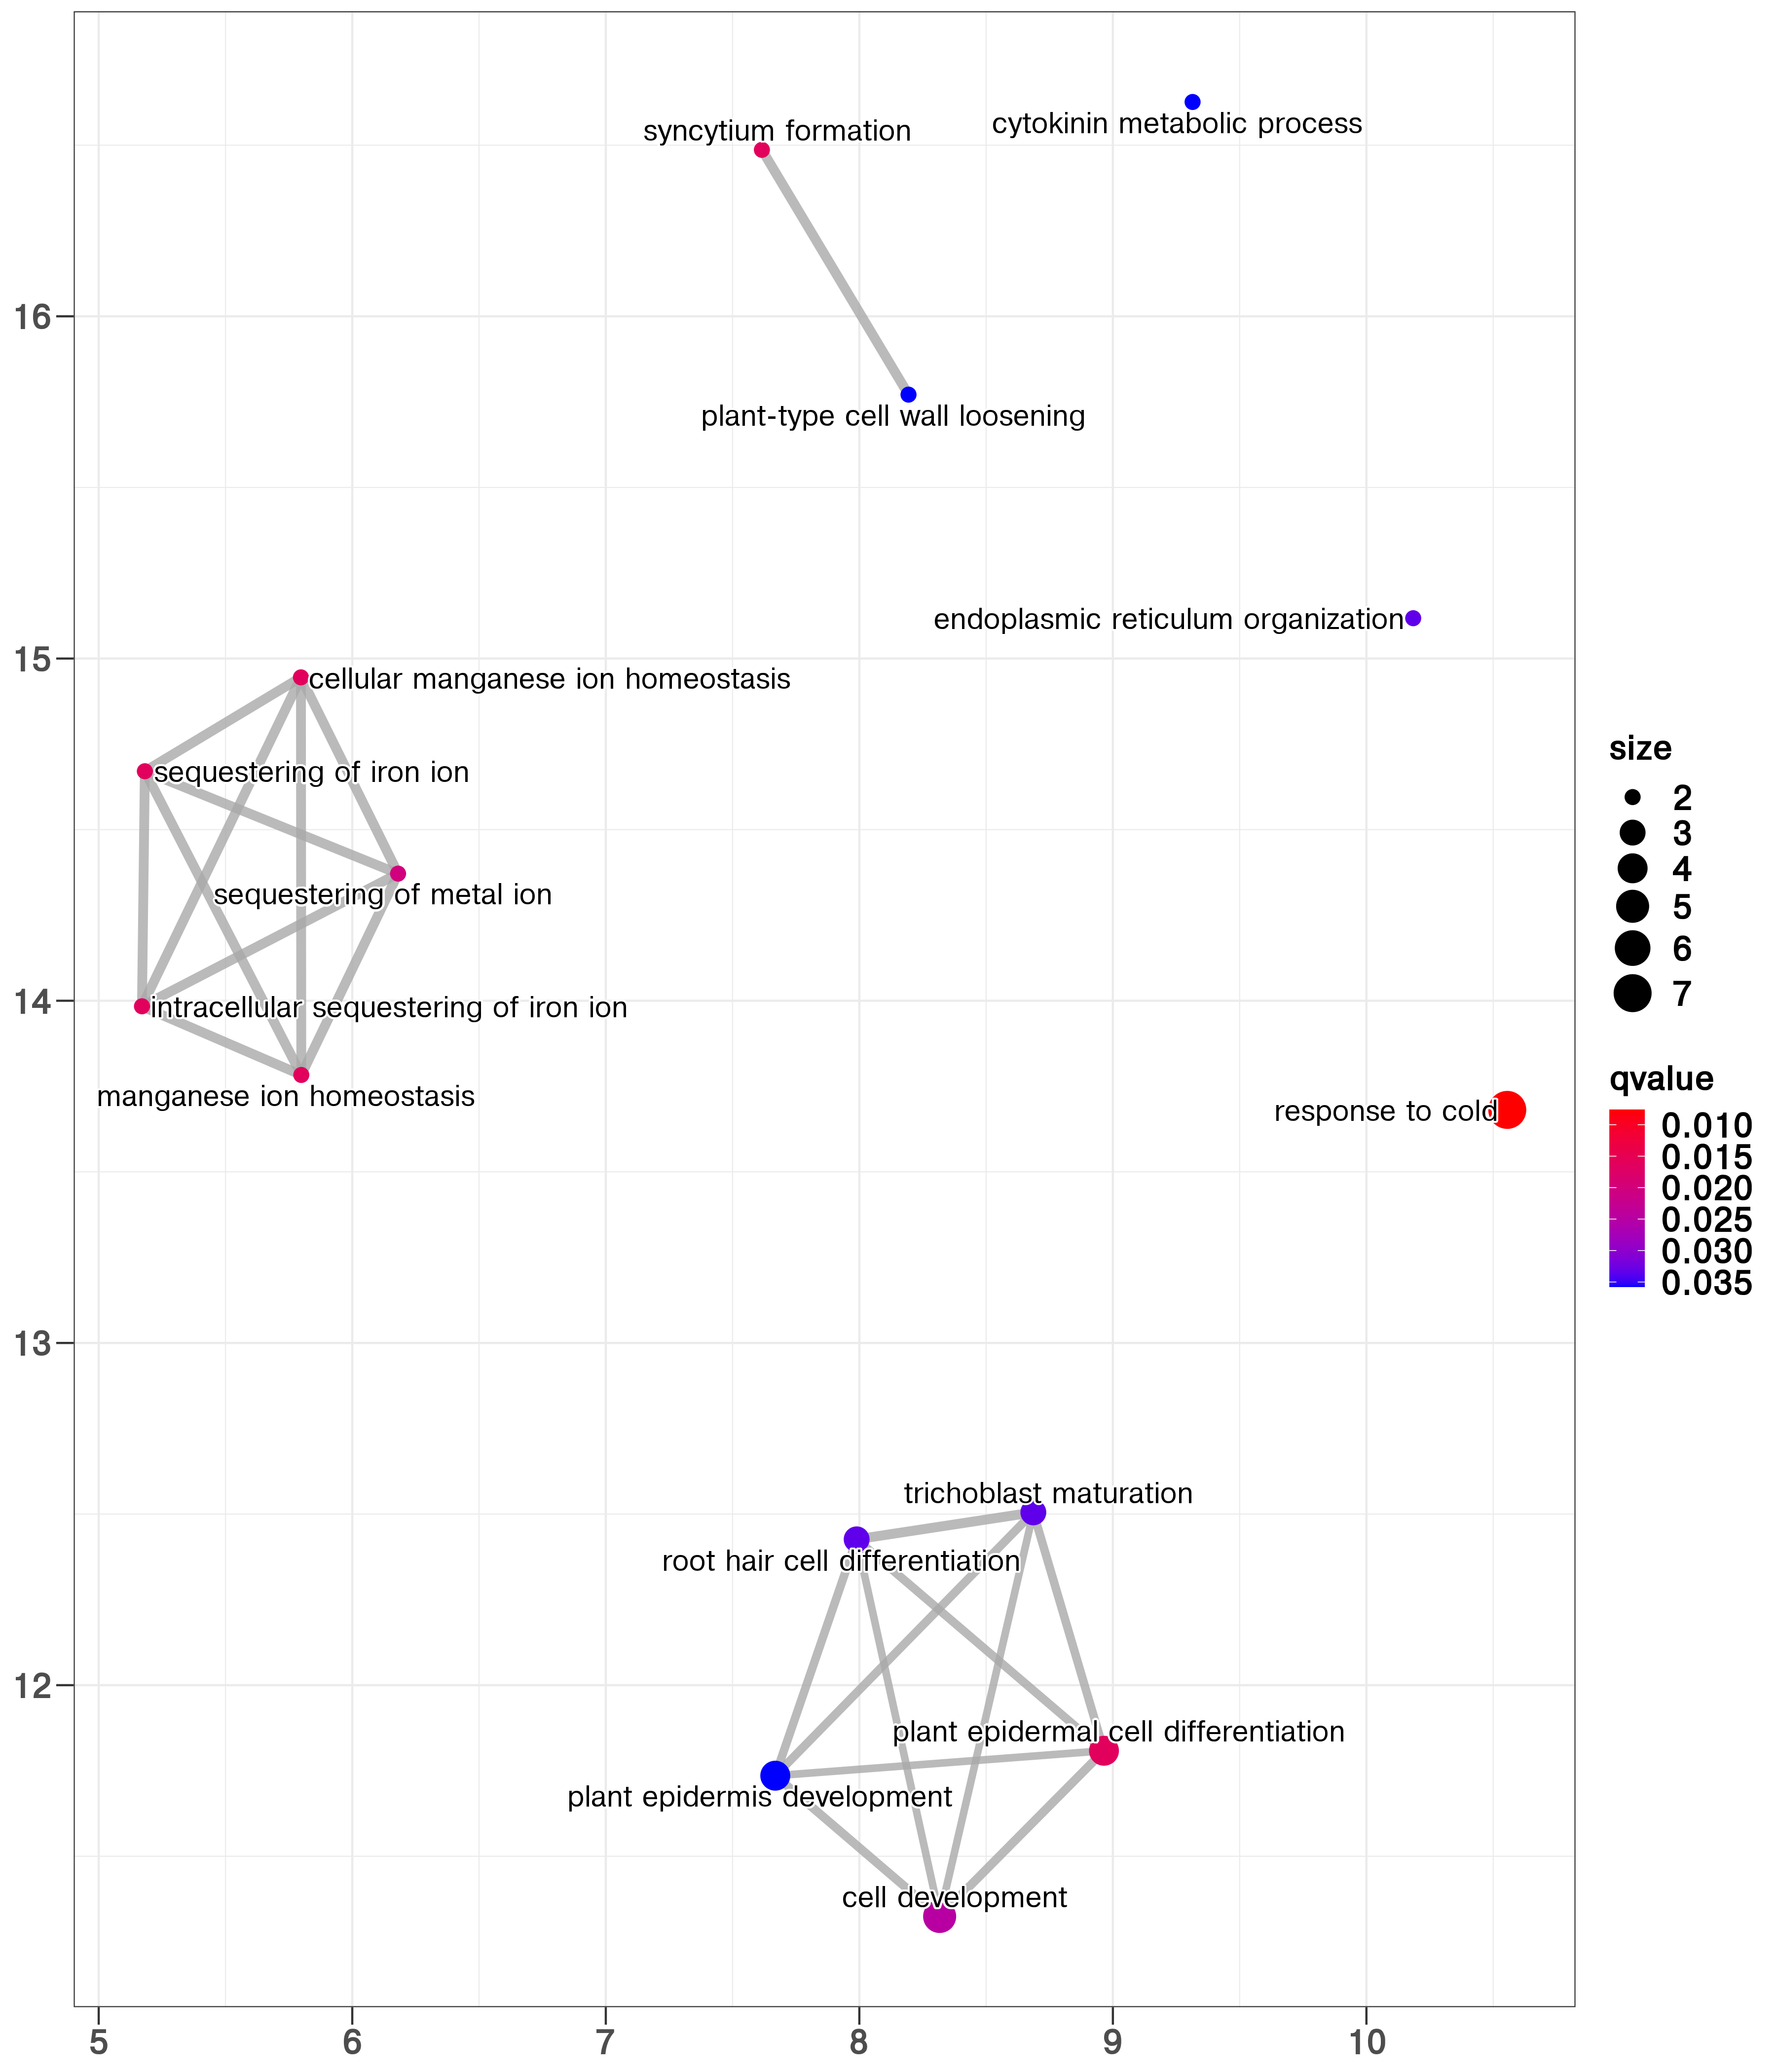 cytokinin metabolic process
syncytium formation
plant-type cell wall loosening
endoplasmic reticulum organization
cellular manganese ion homeostasis
sequestering of iron ion
sequestering of metal ion
intracellular sequestering of iron ion
manganese ion homeostasis
response to cold
trichoblast maturation
root hair cell differentiation
plant epidermal cell differentiation
plant epidermis development
cell development
16
15
14
13
12
5
6
7
8
9
10
size
2
3
4
5
6
7
qvalue
0.010
0.015
0.020
0.025
0.030
0.035